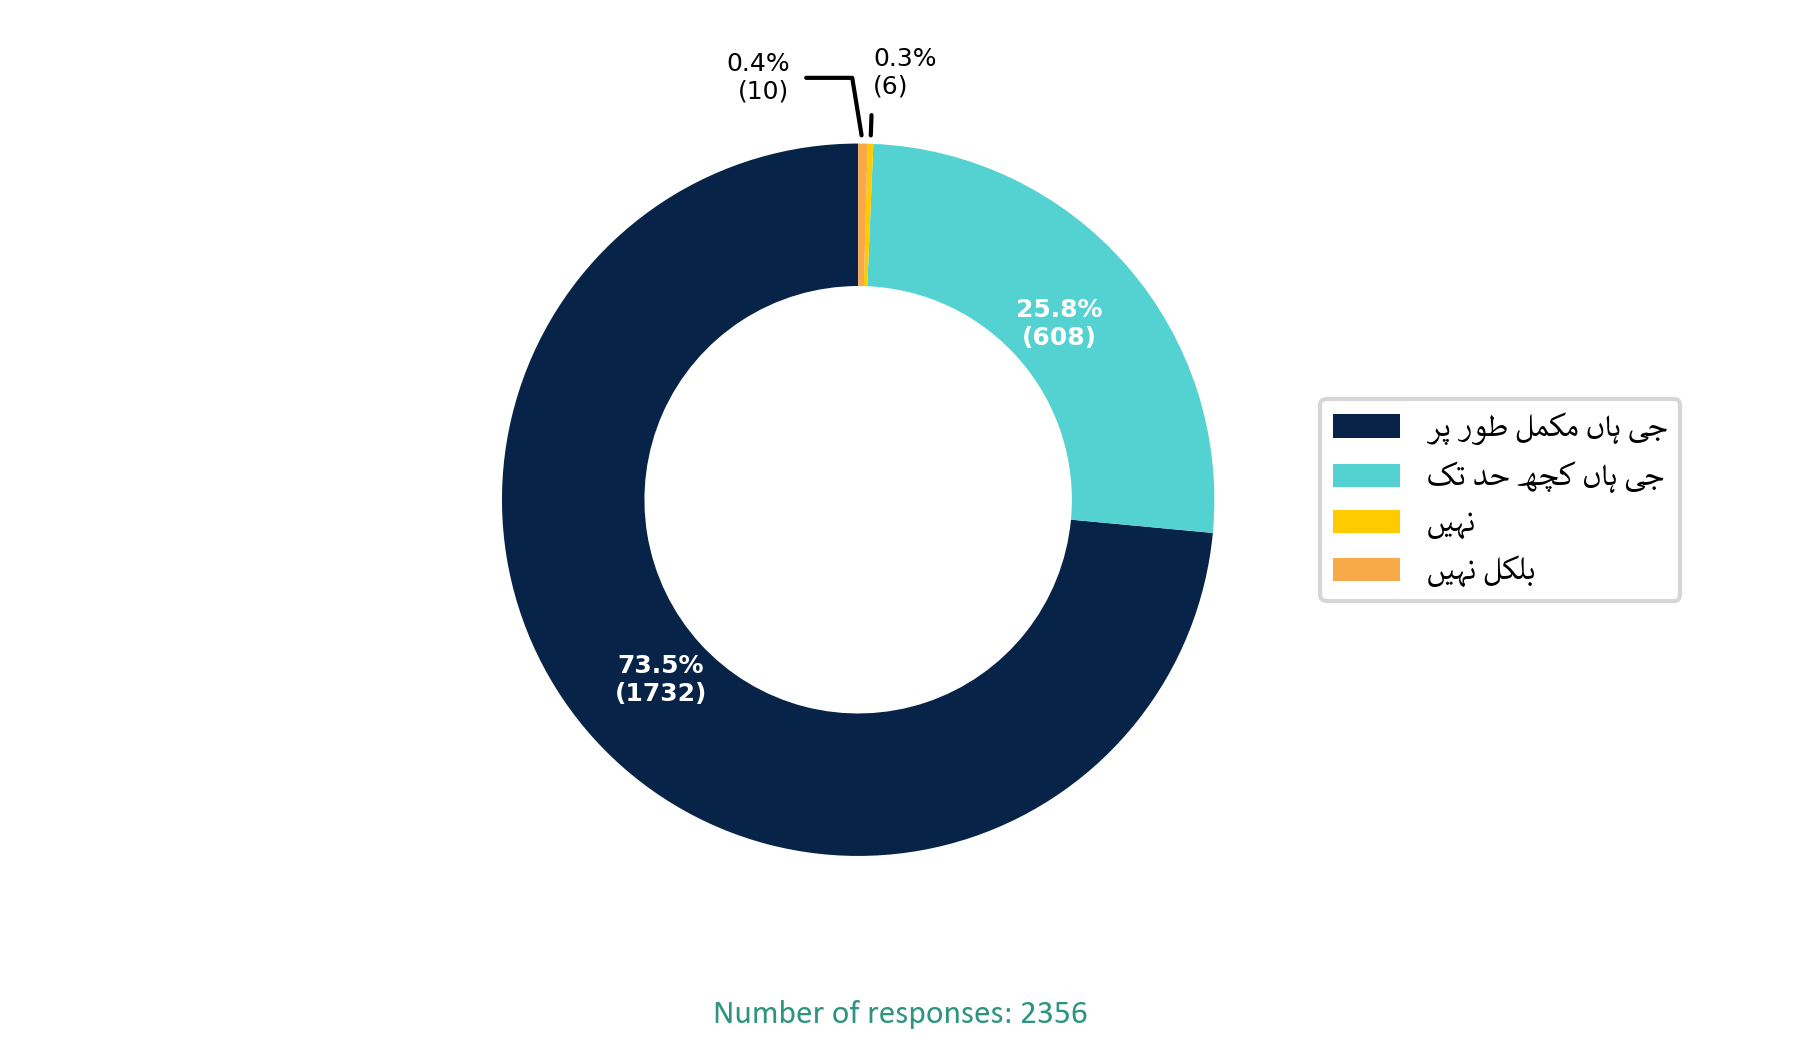 0.4%
(10)
0.3%
(6)
25.8%
(608)
73.5%
(1732)
جی ہاں مکمل طور پر
جی ہاں کچھ حد تک
نہیں
بلکل نہیں
Number of responses: 2356